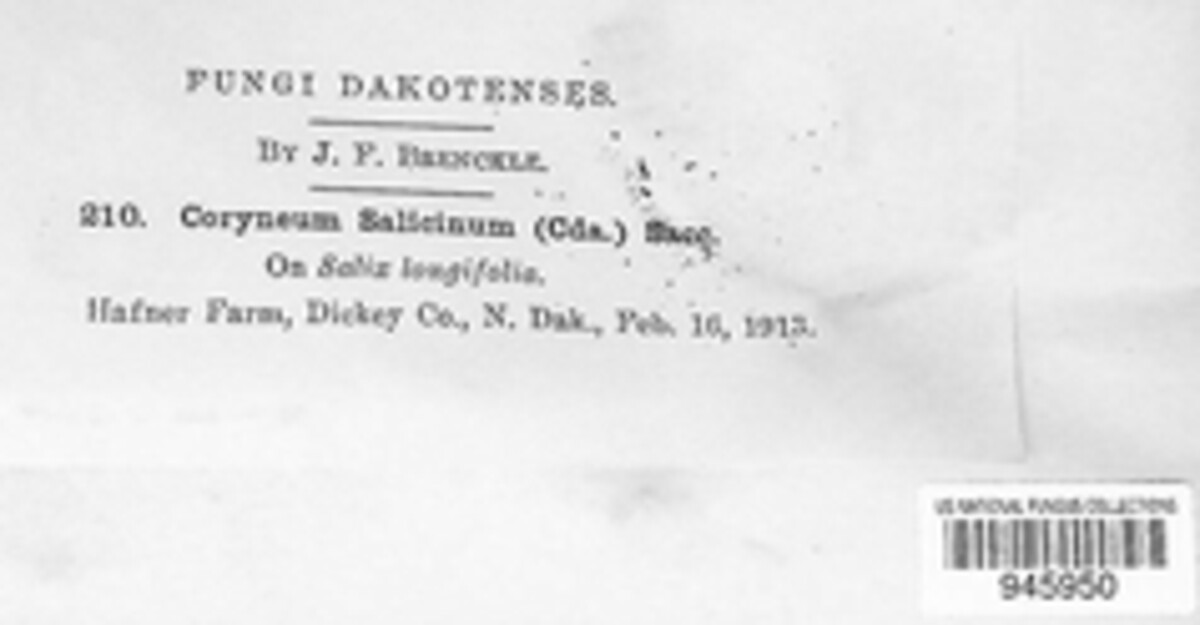 FUNGI DAKOTENSES.
BY J. F. BRENCKLE.
210. Coryneum Salicinum (Cda.) Sacc.
On Salix longifolia.
Hafner Farm, Dickey Co., N. Dak., Feb. 16, 1913.
US NATIONAL FUNGUS COLLECTIONS
945950